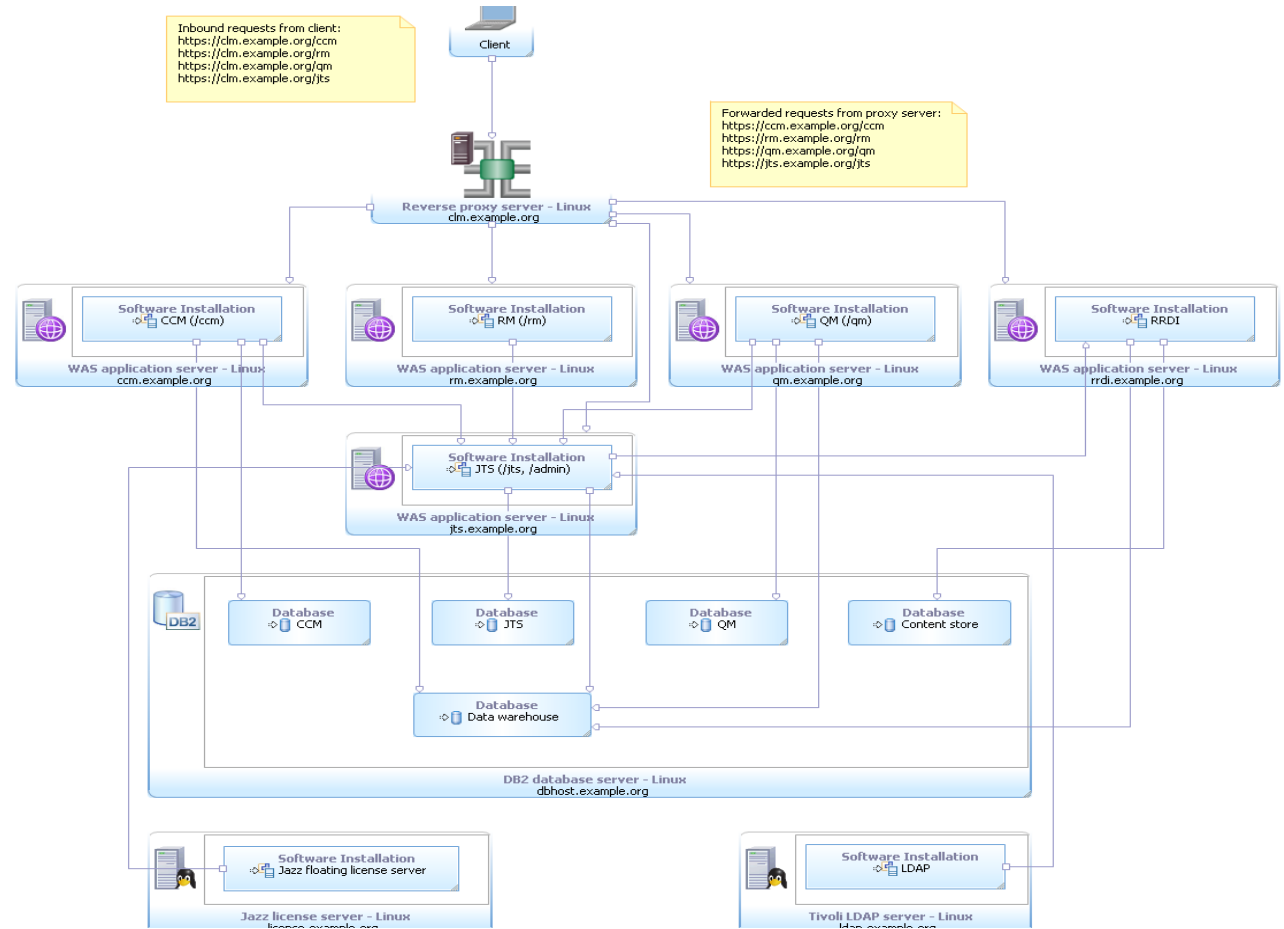 Inbound requests from client:
https://clm.example.org/ccm
https://clm.example.org/rm
https://clm.example.org/qm
https://clm.example.org/jts
Client
Forwarded requests from proxy server:
https://ccm.example.org/ccm
https://rm.example.org/rm
https://qm.example.org/qm
https://jts.example.org/jts
Reverse proxy server - Linux
clm.example.org
Software Installation
CCM (/ccm)
WAS application server - Linux
ccm.example.org
Software Installation
RM (/rm)
WAS application server - Linux
rm.example.org
Software Installation
QM (/qm)
WAS application server - Linux
qm.example.org
Software Installation
RRDI
WAS application server - Linux
rrdi.example.org
Software Installation
JTS (/jts, /admin)
WAS application server - Linux
jts.example.org
DB2
Database
CCM
Database
JTS
Database
QM
Database
Content store
Database
Data warehouse
DB2 database server - Linux
dbhost.example.org
Software Installation
Jazz floating license server
Jazz license server - Linux
license.example.org
Software Installation
LDAP
Tivoli LDAP server - Linux
ldap.example.org